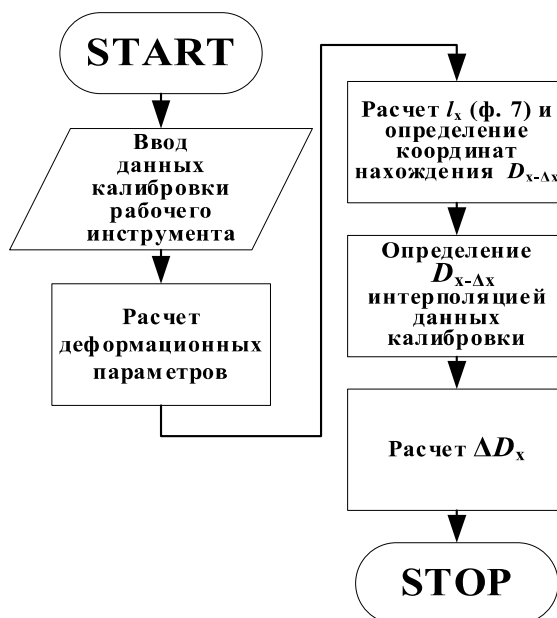 START
Ввод
данных
калибровки
рабочего
инструмента
Расчет
деформационных
параметров
Расчет lₓ (ф. 7) и
определение
координат
нахождения Dₓ₋Δₓ
Определение
Dₓ₋Δₓ
интерполяцией
данных
калибровки
Расчет ΔDₓ
STOP